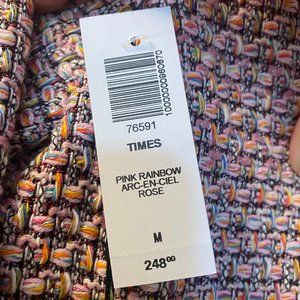 76591
TIMES
PINK RAINBOW
ARC-EN-CIEL
ROSE
M
248⁰⁰